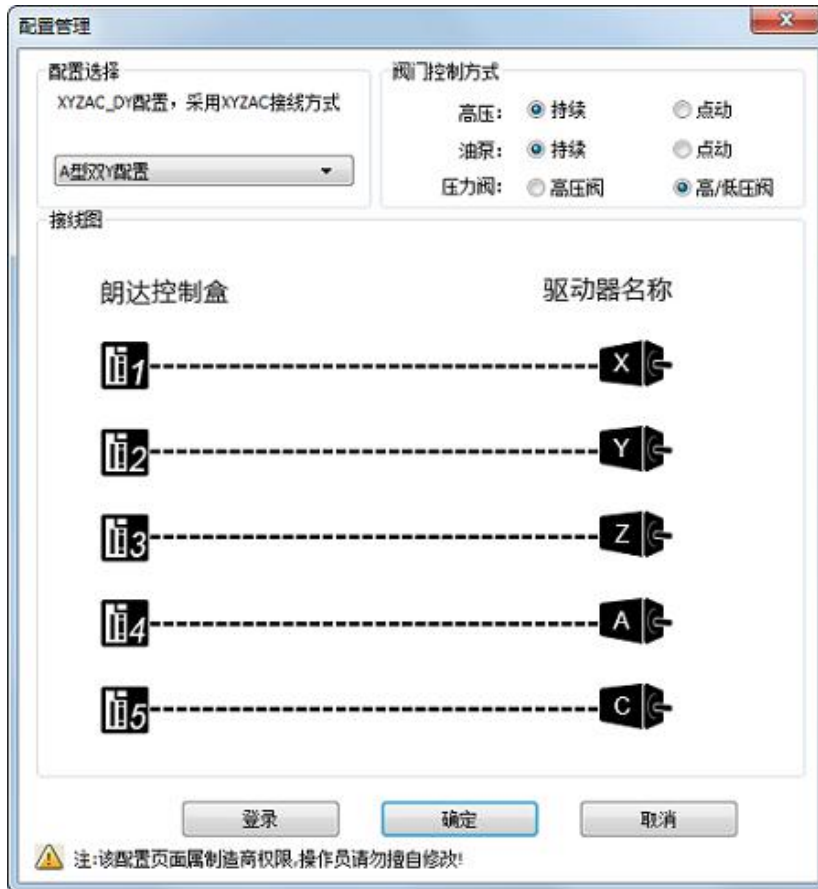 配置管理
配置选择
XYZAC_DY配置，采用XYZAC接线方式
A型双Y配置
阀门控制方式
高压： 持续 点动
油泵： 持续 点动
压力阀： 高压阀 高/低压阀
接线图
朗达控制盒 驱动器名称
1 X
2 Y
3 Z
4 A
5 C
登录 确定 取消
注:该配置页面属制造商权限,操作员请勿擅自修改!